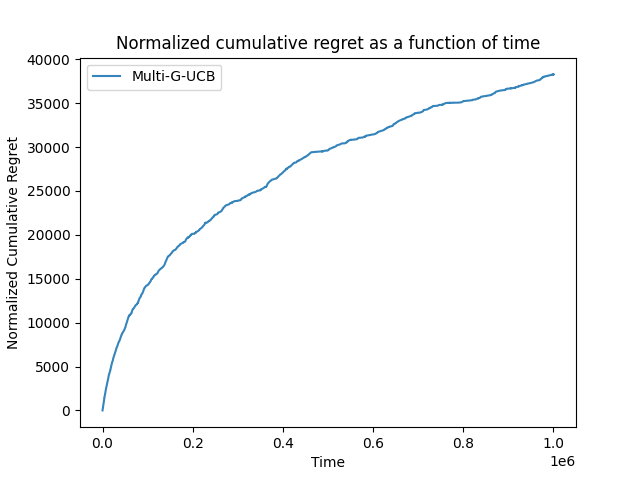 Normalized cumulative regret as a function of time
Multi-G-UCB
Normalized Cumulative Regret
40000
35000
30000
25000
20000
15000
10000
5000
0
0.0 0.2 0.4 0.6 0.8 1.0
1e6
Time